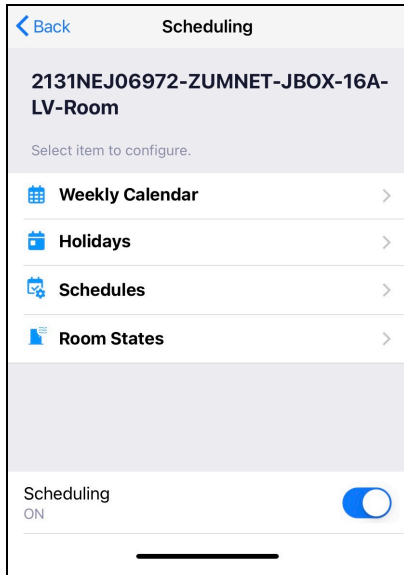 Back
Scheduling
2131NEJ06972-ZUMNET-JBOX-16A-
LV-Room
Select item to configure.
Weekly Calendar
Holidays
Schedules
Room States
Scheduling
ON